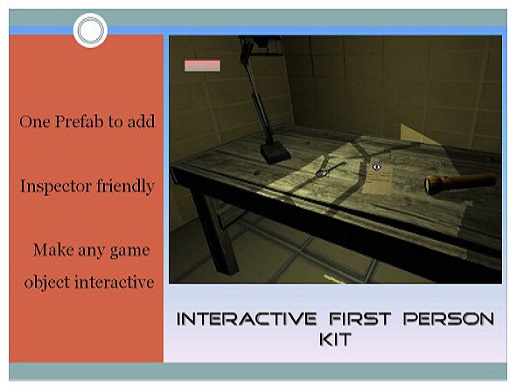 One Prefab to add
Inspector friendly
Make any game
object interactive
INTERACTIVE FIRST PERSON
KIT